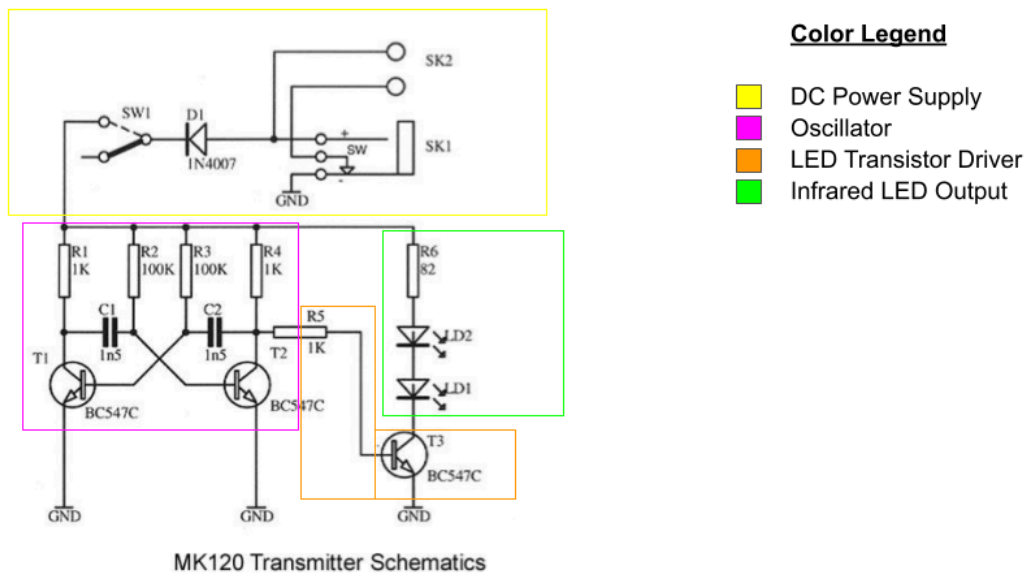 Color Legend
DC Power Supply
Oscillator
LED Transistor Driver
Infrared LED Output
SK2
SW1
D1
+
SW
SK1
1N4007
-
GND
R1
1K
R2
100K
R3
100K
R4
1K
R6
82
C1
1n5
C2
1n5
R5
1K
LD2
T1
T2
LD1
BC547C
BC547C
T3
BC547C
GND
GND
GND
MK120 Transmitter Schematics